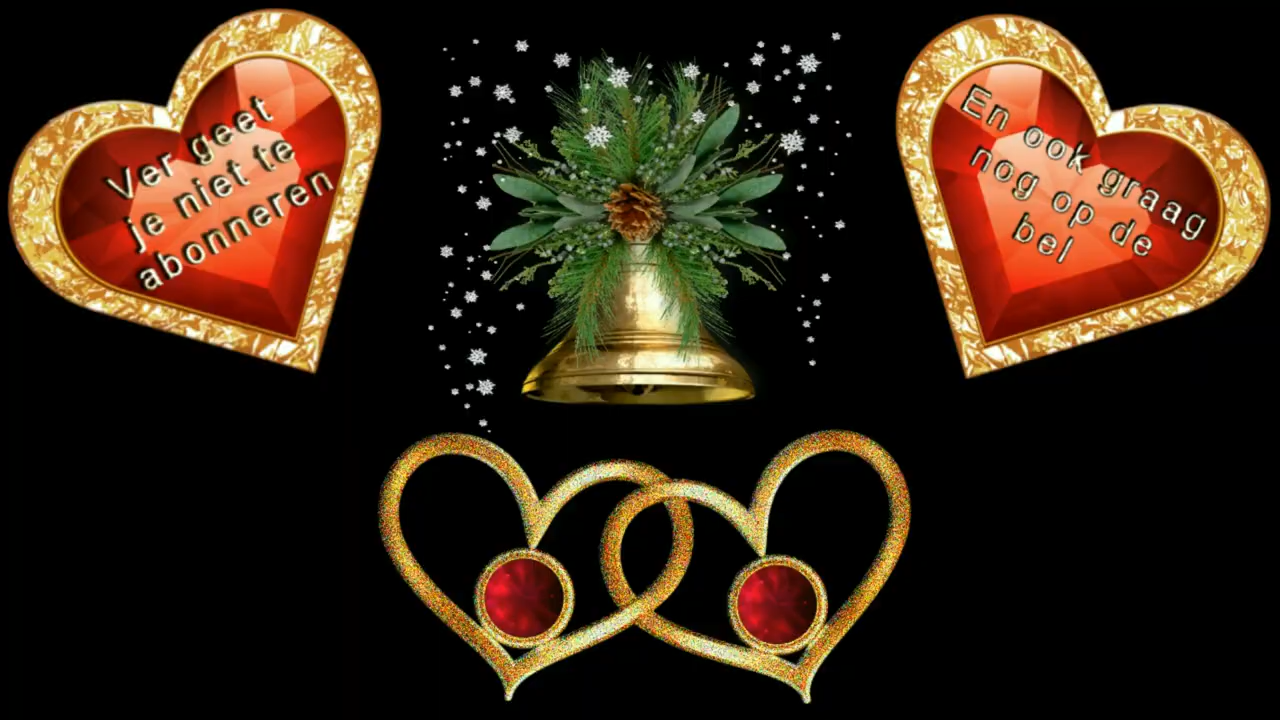 Ver geet
je niet te
abonneren
En ook graag
nog op de
bel